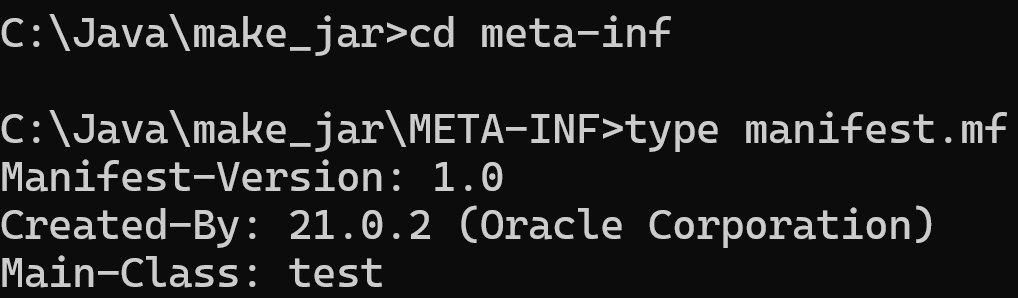 C:\Java\make_jar>cd meta-inf
C:\Java\make_jar\META-INF>type manifest.mf
Manifest-Version: 1.0
Created-By: 21.0.2 (Oracle Corporation)
Main-Class: test